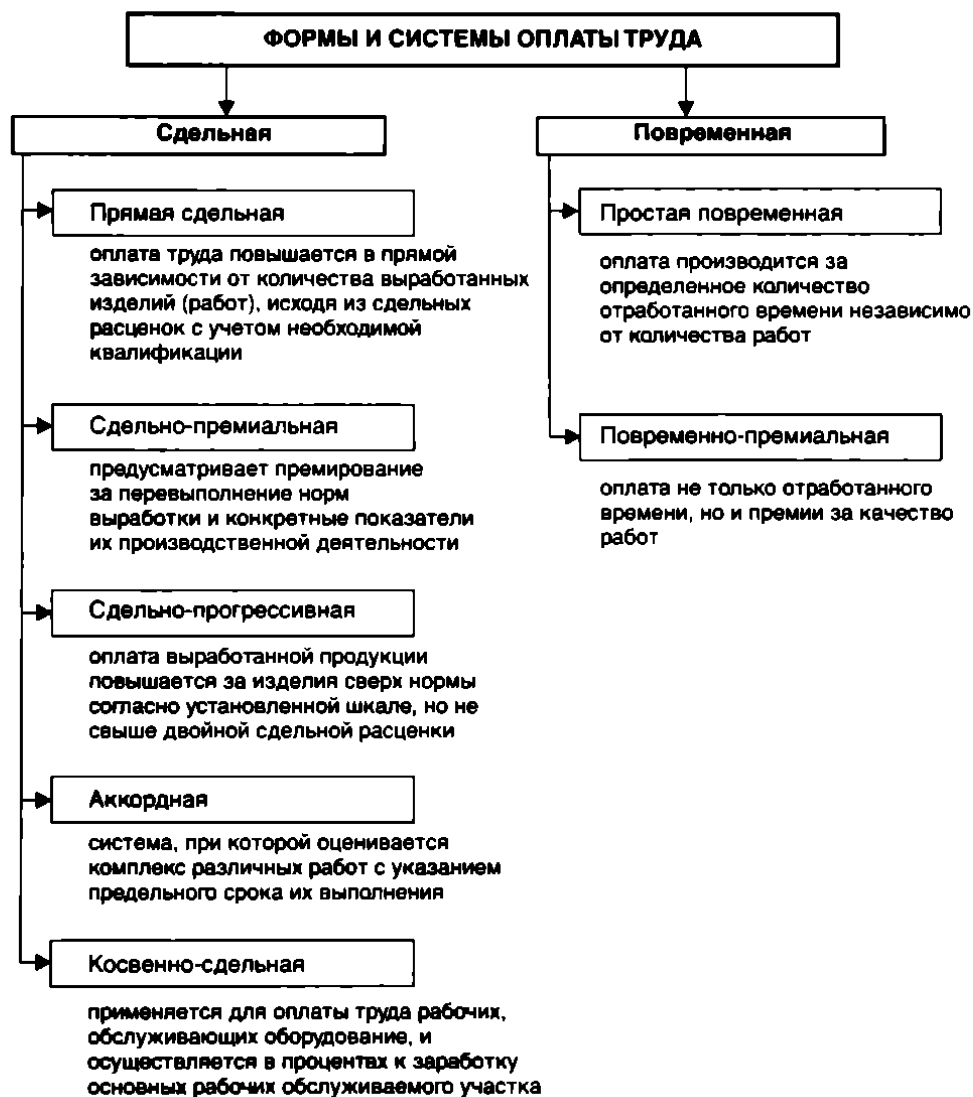 ФОРМЫ И СИСТЕМЫ ОПЛАТЫ ТРУДА
Сдельная
Прямая сдельная
оплата труда повышается в прямой
зависимости от количества выработанных
изделий (работ), исходя из сдельных
расценок с учетом необходимой
квалификации
Сдельно-премиальная
предусматривает премирование
за перевыполнение норм
выработки и конкретные показатели
их производственной деятельности
Сдельно-прогрессивная
оплата выработанной продукции
повышается за изделия сверх нормы
согласно установленной шкале, но не
свыше двойной сдельной расценки
Аккордная
система, при которой оценивается
комплекс различных работ с указанием
предельного срока их выполнения
Косвенно-сдельная
применяется для оплаты труда рабочих,
обслуживающих оборудование, и
осуществляется в процентах к заработку
основных рабочих обслуживаемого участка
Повременная
Простая повременная
оплата производится за
определенное количество
отработанного времени независимо
от количества работ
Повременно-премиальная
оплата не только отработанного
времени, но и премии за качество
работ